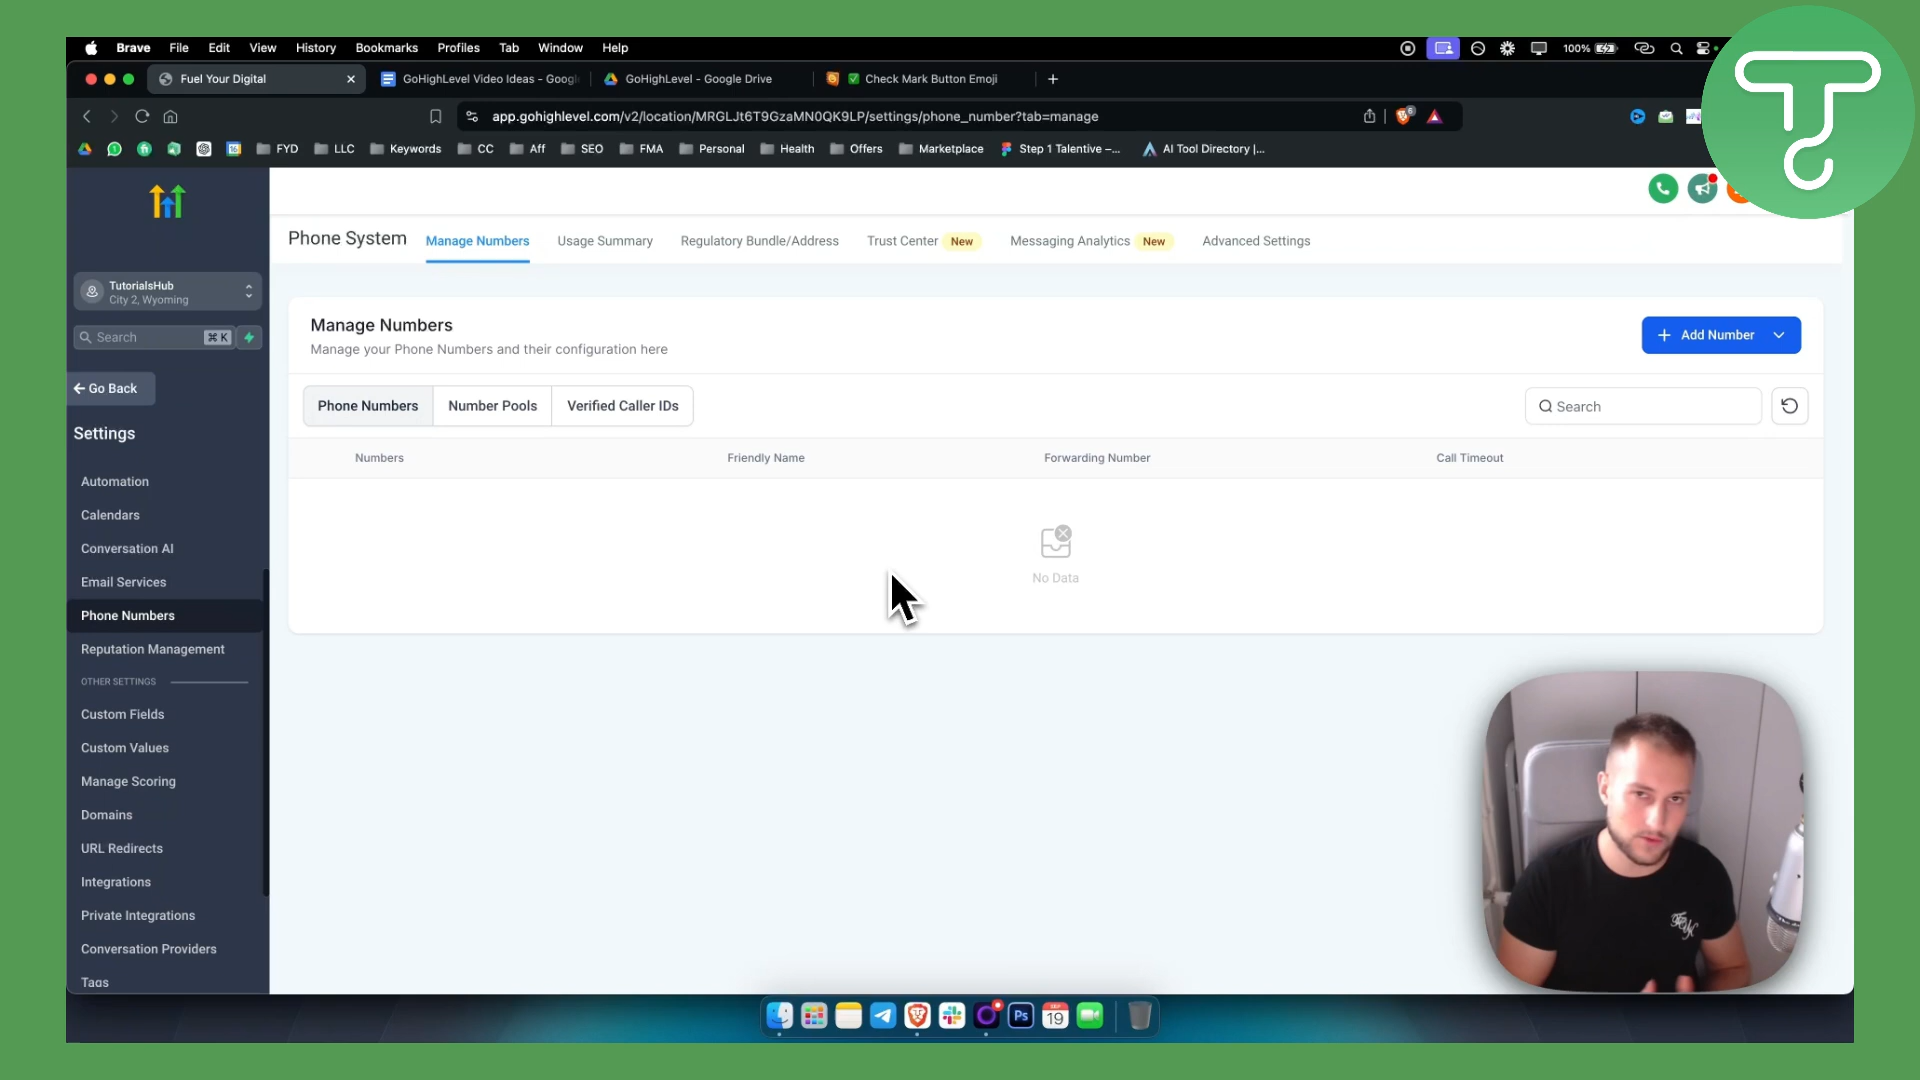 Brave File Edit View History Bookmarks Profiles Tab Window Help
100%
Fuel Your Digital
GoHighLevel Video Ideas - Googl
GoHighLevel - Google Drive
Check Mark Button Emoji
app.gohighlevel.com/v2/location/MRGLJt6T9GzaMN0QK9LP/settings/phone_number?tab=manage
6
FYD LLC Keywords CC Aff SEO FMA Personal Health Offers Marketplace Step 1 Talentive –... AI Tool Directory |...
Phone System
Manage Numbers
Usage Summary
Regulatory Bundle/Address
Trust Center New
Messaging Analytics New
Advanced Settings
TutorialsHub
City 2, Wyoming
Search ⌘ K
Go Back
Settings
Automation
Calendars
Conversation AI
Email Services
Phone Numbers
Reputation Management
OTHER SETTINGS
Custom Fields
Custom Values
Manage Scoring
Domains
URL Redirects
Integrations
Private Integrations
Conversation Providers
Tags
Manage Numbers
Manage your Phone Numbers and their configuration here
+ Add Number
Phone Numbers
Number Pools
Verified Caller IDs
Search
Numbers
Friendly Name
Forwarding Number
Call Timeout
No Data
Ps
SEP
19